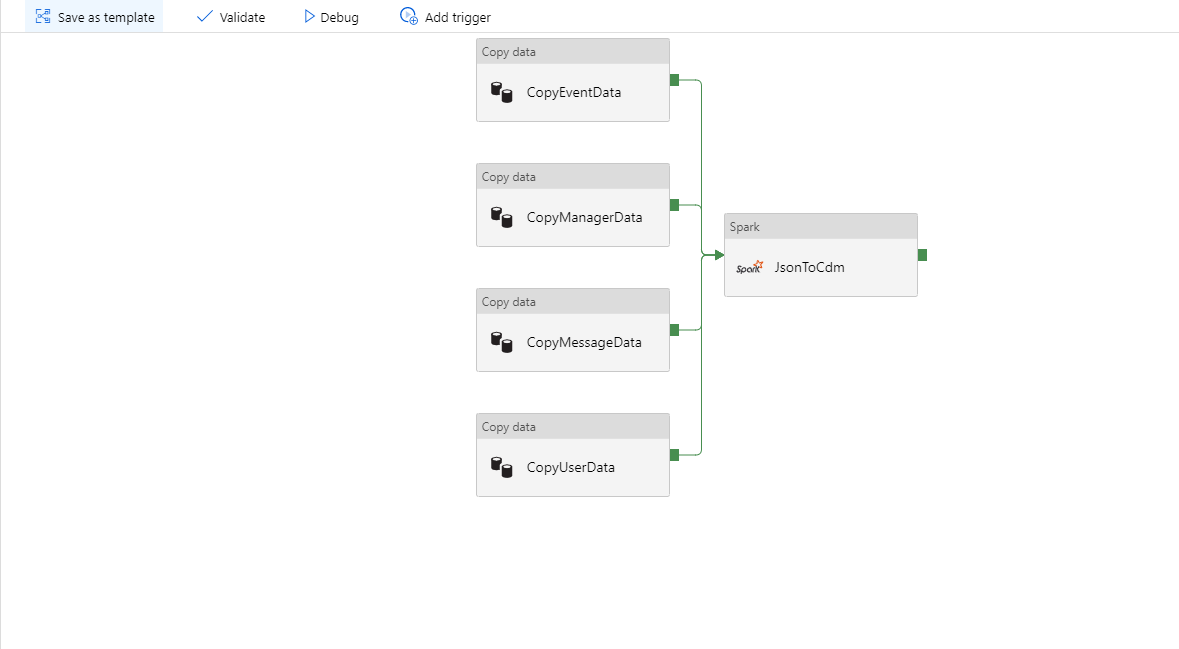 Save as template Validate Debug Add trigger
Copy data
CopyEventData
Copy data
CopyManagerData
Spark
Spark JsonToCdm
Copy data
CopyMessageData
Copy data
CopyUserData